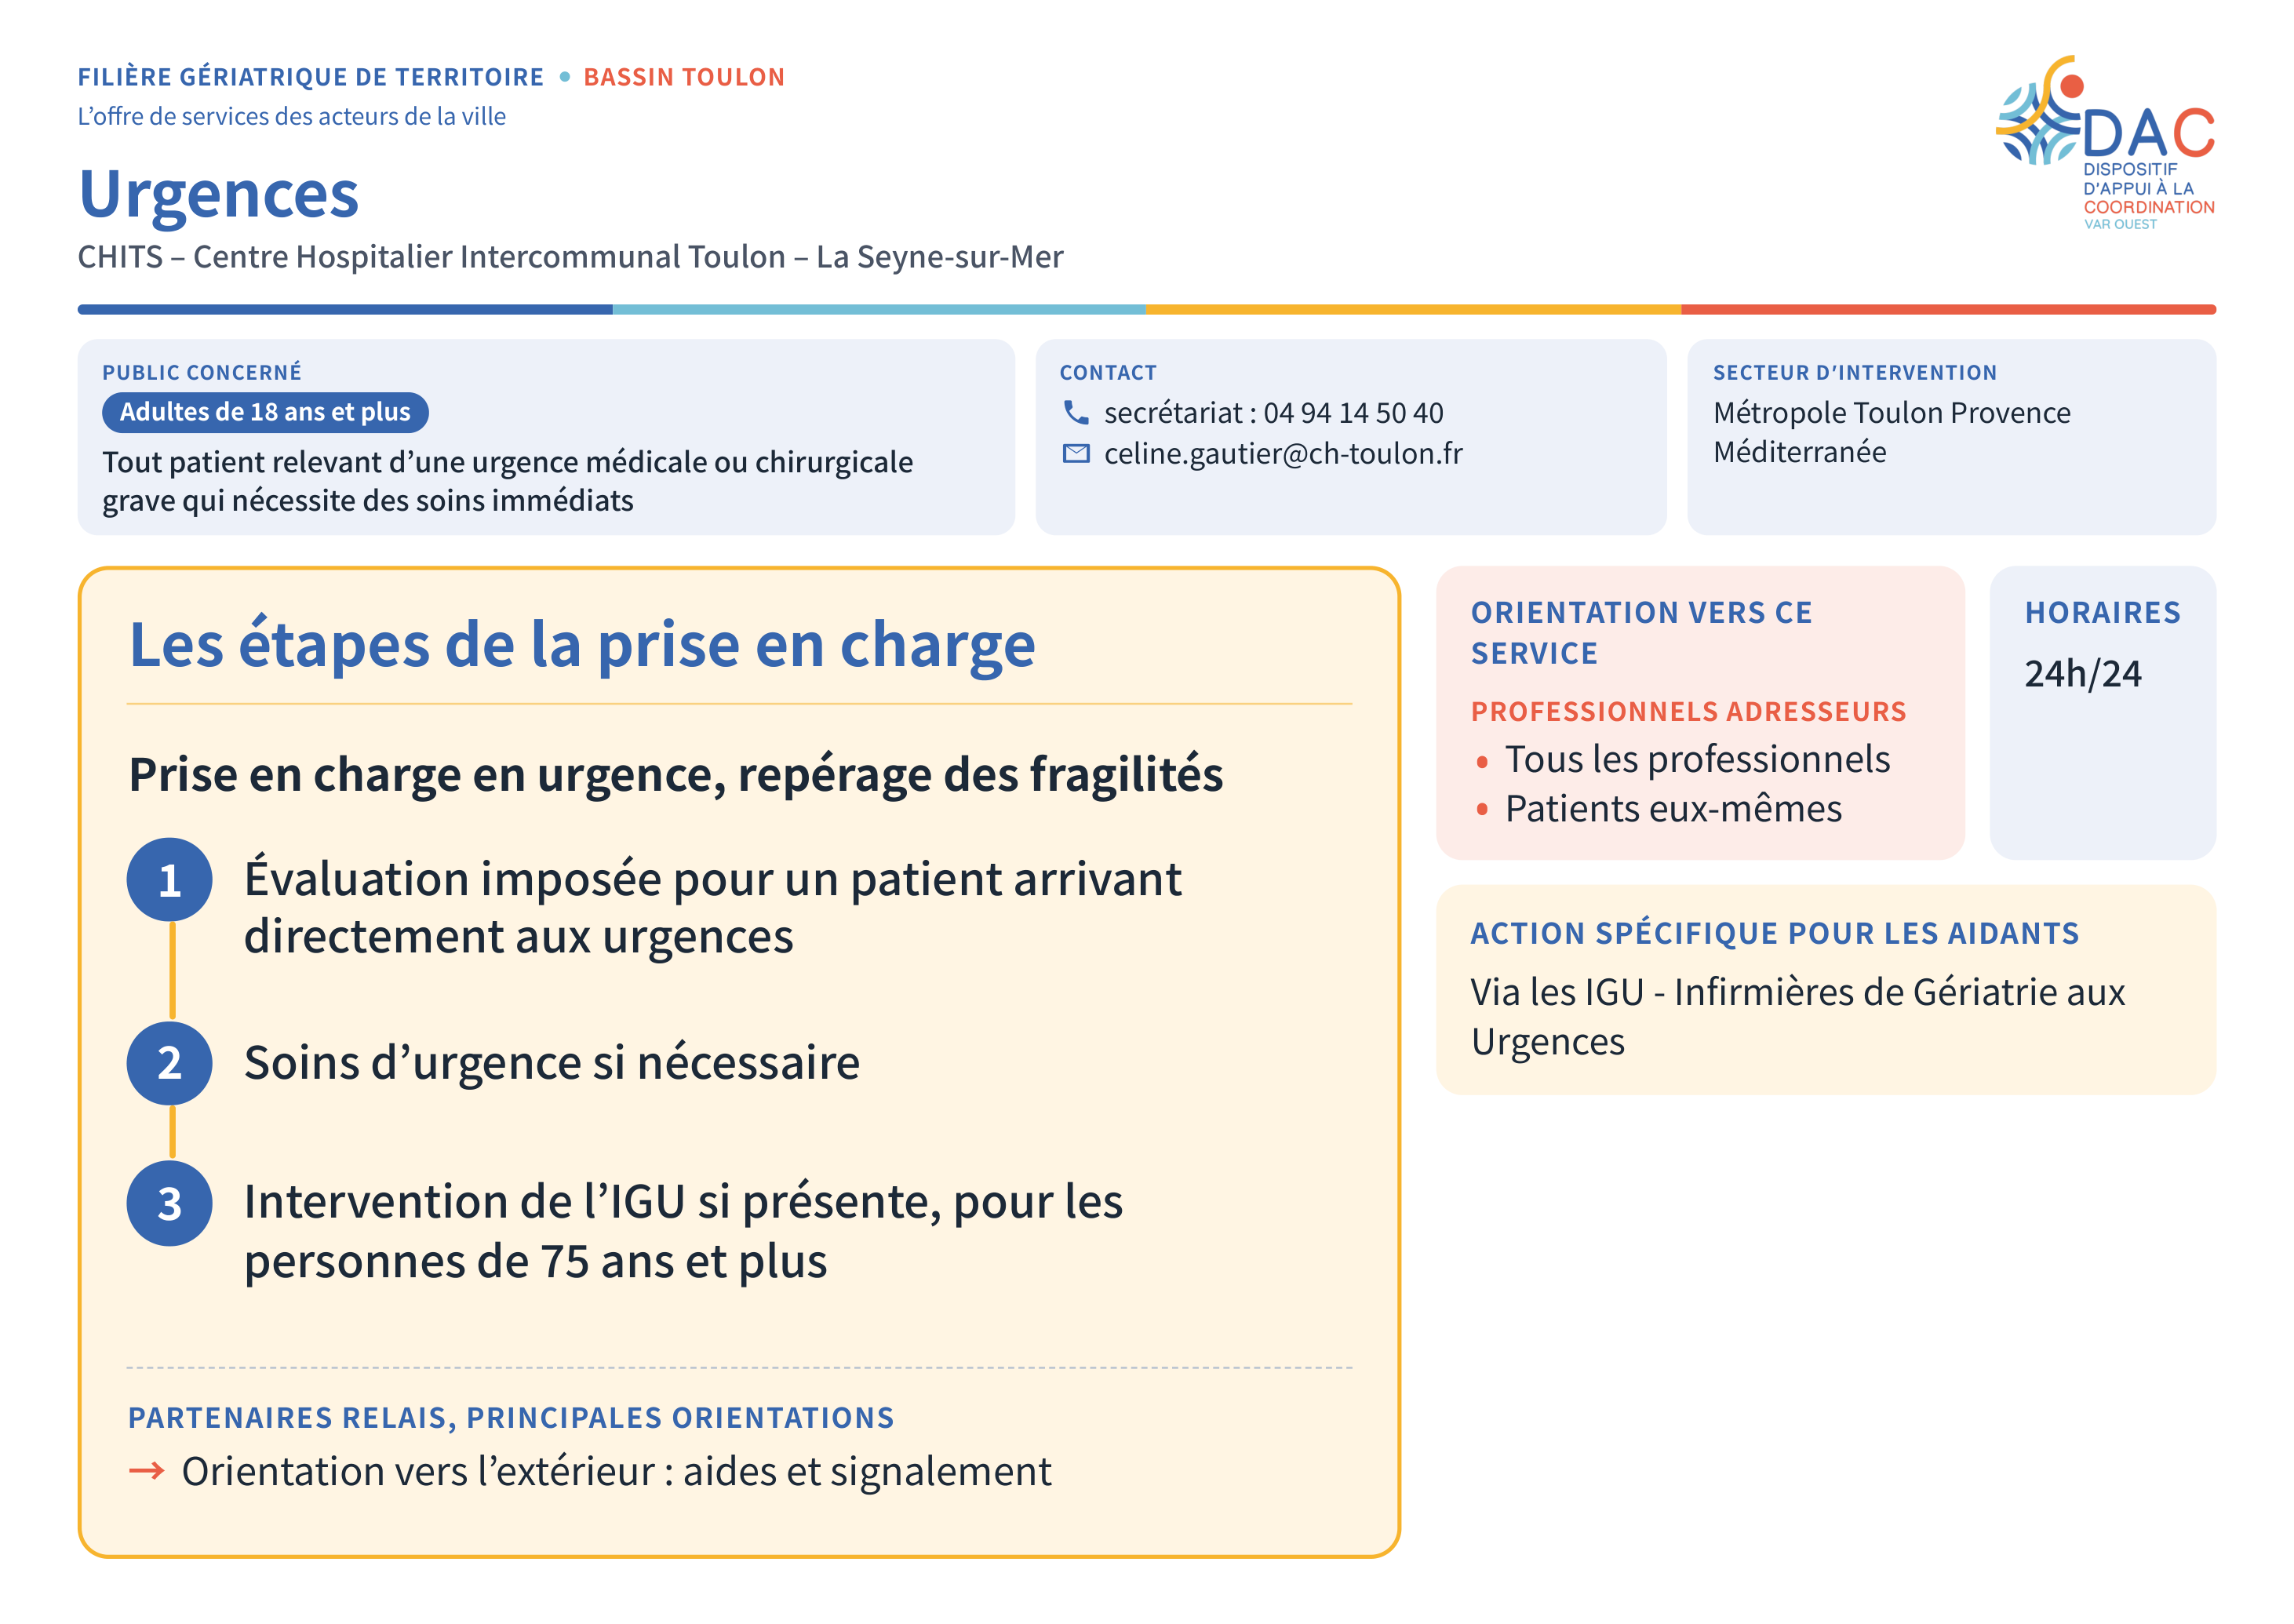 FILIÈRE GÉRIATRIQUE DE TERRITOIRE • BASSIN TOULON
L’offre de services des acteurs de la ville
Urgences
CHITS – Centre Hospitalier Intercommunal Toulon – La Seyne-sur-Mer
DAC
DISPOSITIF
D’APPUI À LA
COORDINATION
VAR OUEST
PUBLIC CONCERNÉ
Adultes de 18 ans et plus
Tout patient relevant d’une urgence médicale ou chirurgicale
grave qui nécessite des soins immédiats
CONTACT
secrétariat : 04 94 14 50 40
celine.gautier@ch-toulon.fr
SECTEUR D’INTERVENTION
Métropole Toulon Provence
Méditerranée
Les étapes de la prise en charge
Prise en charge en urgence, repérage des fragilités
1 Évaluation imposée pour un patient arrivant
directement aux urgences
2 Soins d’urgence si nécessaire
3 Intervention de l’IGU si présente, pour les
personnes de 75 ans et plus
PARTENAIRES RELAIS, PRINCIPALES ORIENTATIONS
→ Orientation vers l’extérieur : aides et signalement
ORIENTATION VERS CE
SERVICE
PROFESSIONNELS ADRESSEURS
• Tous les professionnels
• Patients eux-mêmes
HORAIRES
24h/24
ACTION SPÉCIFIQUE POUR LES AIDANTS
Via les IGU - Infirmières de Gériatrie aux
Urgences